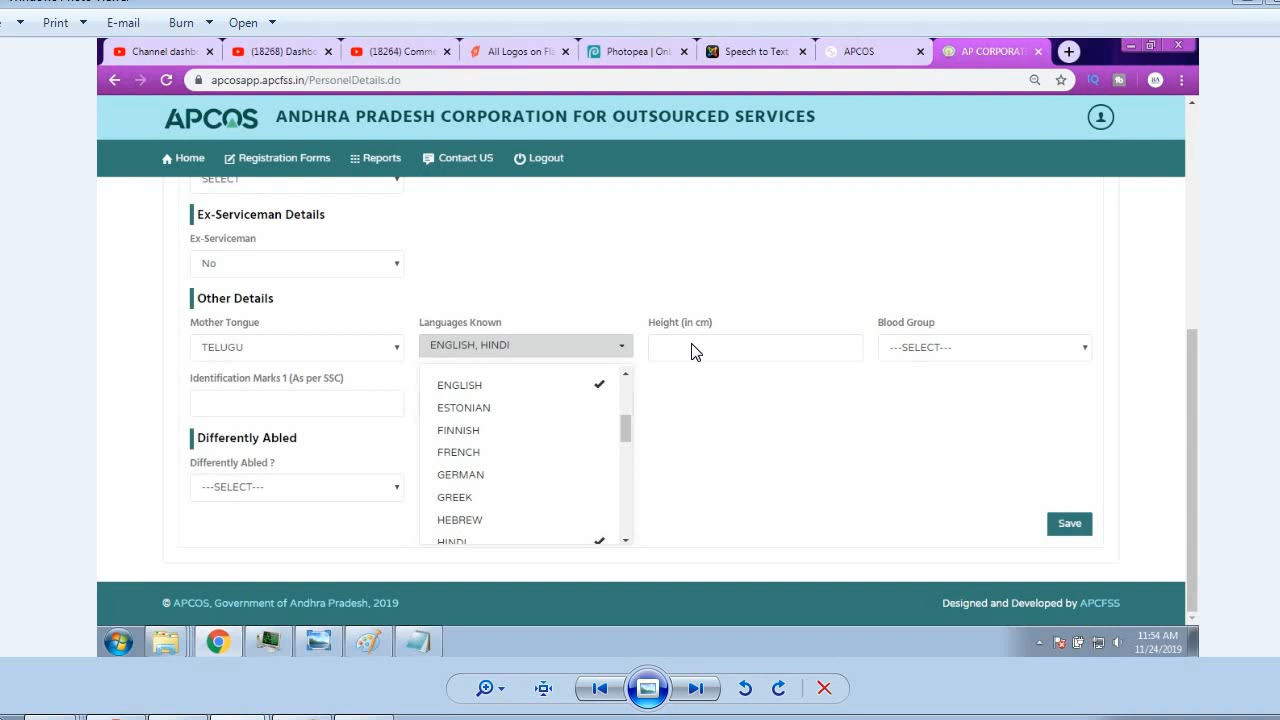 Print E-mail Burn Open
Channel dashb (18268) Dashbo (18264) Comme All Logos on Fla Photopea | Onl Speech to Text APCOS AP CORPORAT
apcosapp.apcfss.in/PersonelDetails.do
APCOS ANDHRA PRADESH CORPORATION FOR OUTSOURCED SERVICES
Home Registration Forms Reports Contact US Logout
SELECT
Ex-Serviceman Details
Ex-Serviceman
No
Other Details
Mother Tongue Languages Known Height (in cm) Blood Group
TELUGU ENGLISH, HINDI ---SELECT---
Identification Marks 1 (As per SSC)
ENGLISH
ESTONIAN
FINNISH
FRENCH
GERMAN
GREEK
HEBREW
HINDI
Differently Abled
Differently Abled ?
---SELECT---
Save
© APCOS, Government of Andhra Pradesh, 2019 Designed and Developed by APCFSS
11:54 AM
11/24/2019